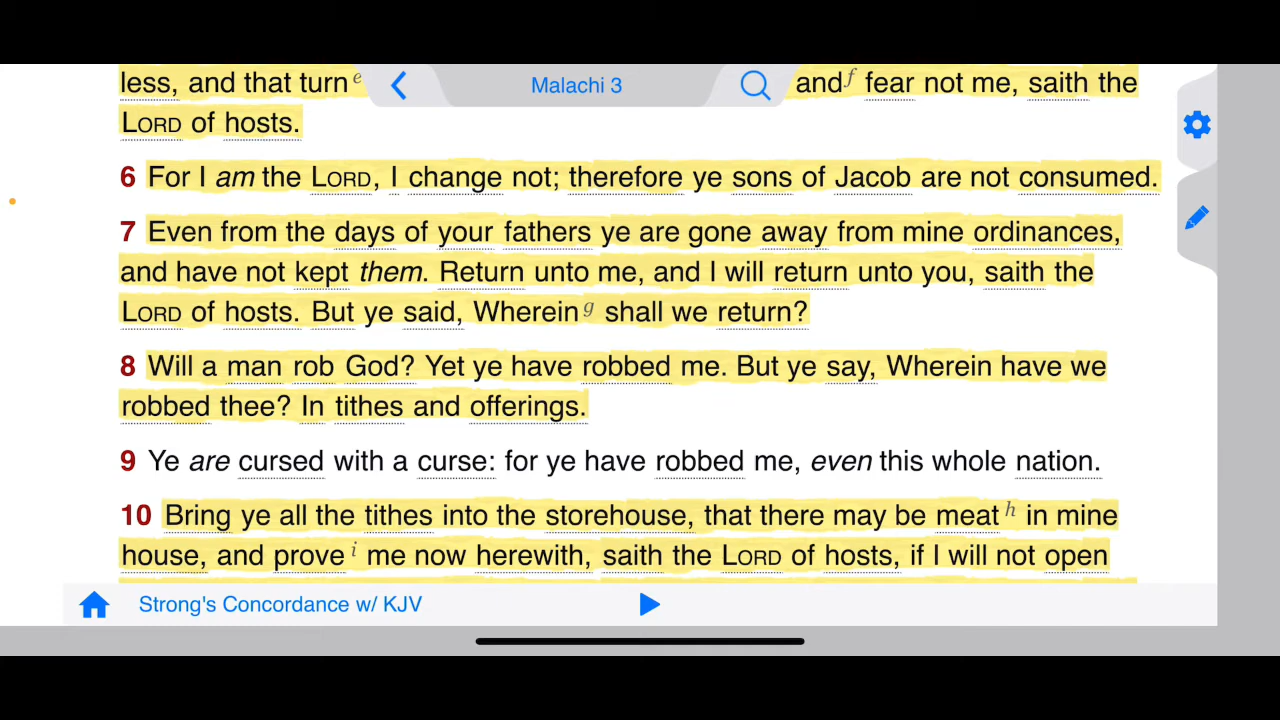 less, and that turn e Malachi 3 and f fear not me, saith the
LORD of hosts.
6 For I am the LORD, I change not; therefore ye sons of Jacob are not consumed.
7 Even from the days of your fathers ye are gone away from mine ordinances,
and have not kept them. Return unto me, and I will return unto you, saith the
LORD of hosts. But ye said, Wherein g shall we return?
8 Will a man rob God? Yet ye have robbed me. But ye say, Wherein have we
robbed thee? In tithes and offerings.
9 Ye are cursed with a curse: for ye have robbed me, even this whole nation.
10 Bring ye all the tithes into the storehouse, that there may be meat h in mine
house, and prove i me now herewith, saith the LORD of hosts, if I will not open
Strong's Concordance w/ KJV